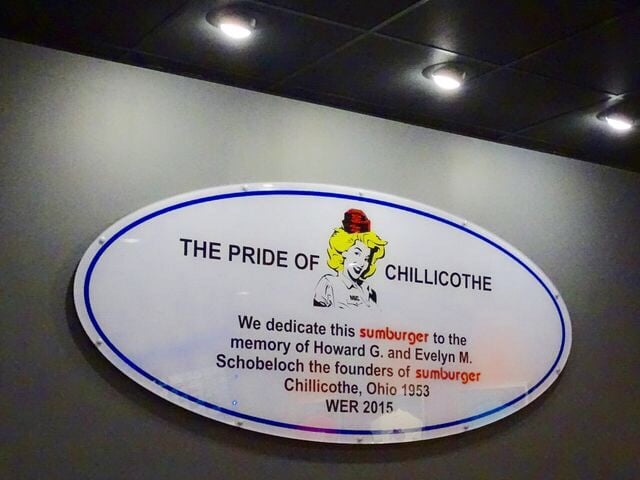 THE PRIDE OF CHILLICOTHE
We dedicate this sumburger to the
memory of Howard G. and Evelyn M.
Schobeloch the founders of sumburger
Chillicothe, Ohio 1953
WER 2015